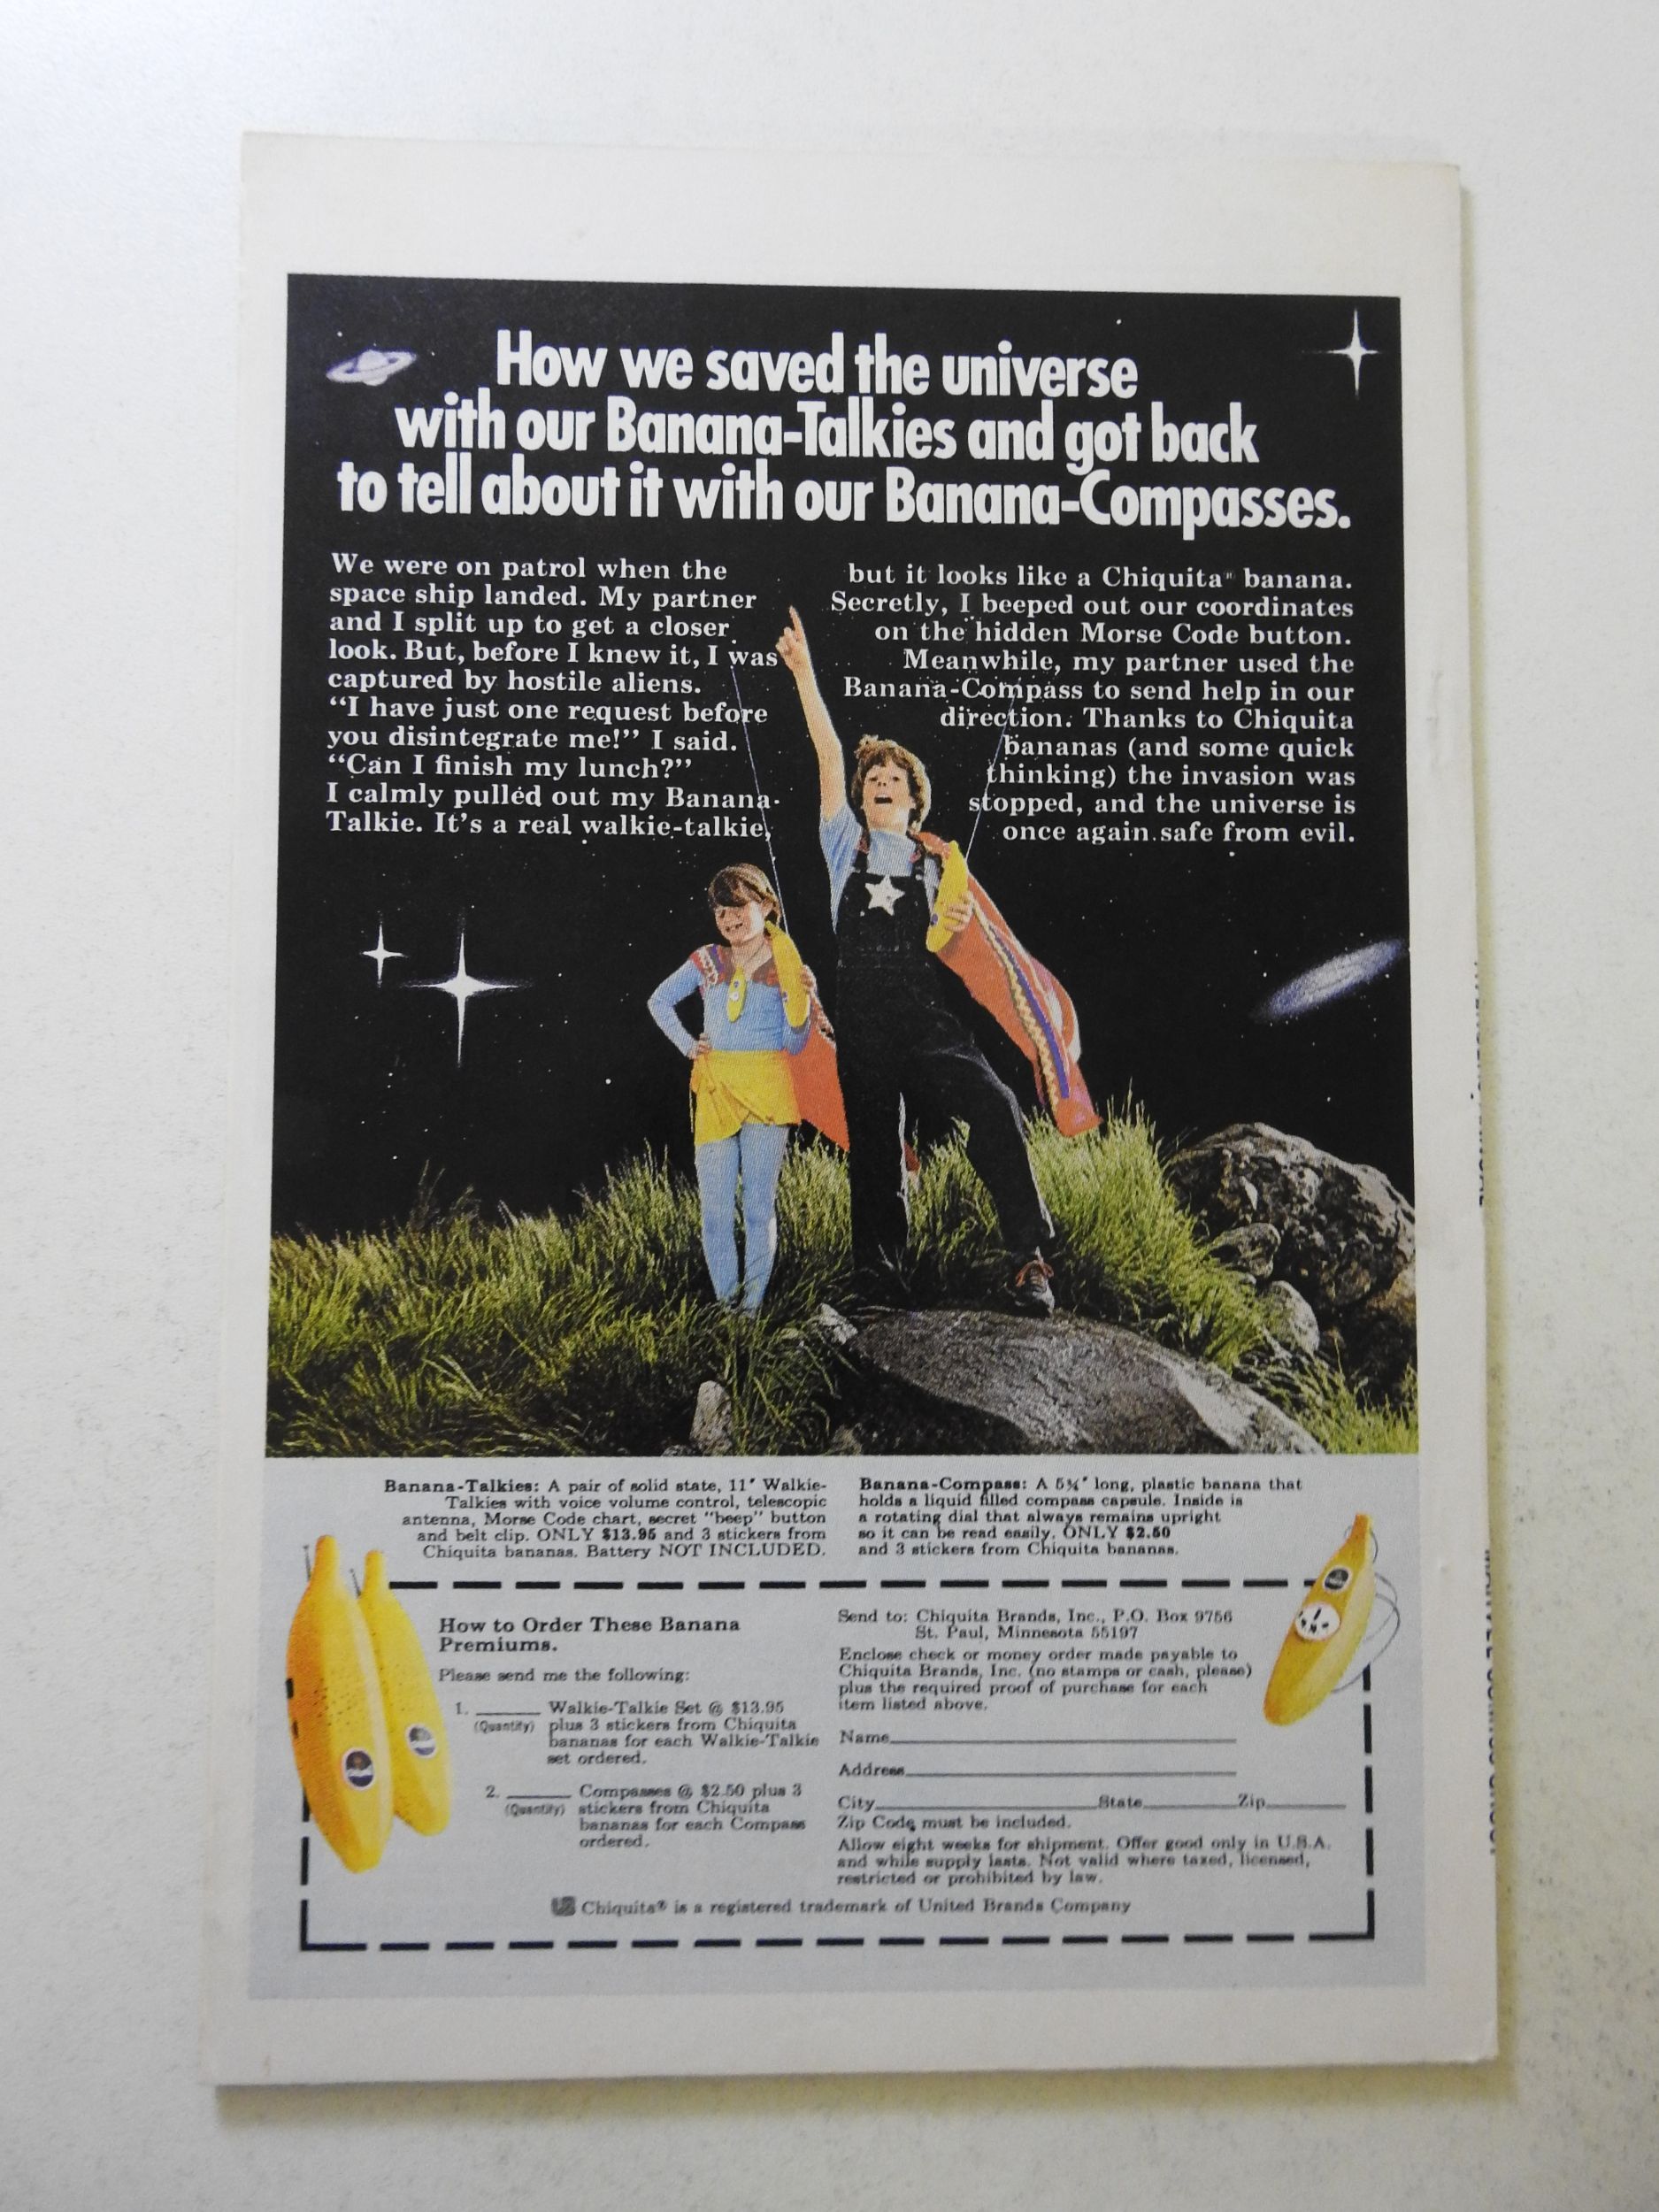 How we saved the universe
with our Banana-Talkies and got back
to tell about it with our Banana-Compasses.
We were on patrol when the
space ship landed. My partner
and I split up to get a closer
look. But, before I knew it, I was
captured by hostile aliens.
“I have just one request before
you disintegrate me!” I said.
“Can I finish my lunch?”
I calmly pulled out my Banana-
Talkie. It’s a real walkie-talkie,
but it looks like a Chiquita® banana.
Secretly, I beeped out our coordinates
on the hidden Morse Code button.
Meanwhile, my partner used the
Banana-Compass to send help in our
direction. Thanks to Chiquita
bananas (and some quick
thinking) the invasion was
stopped, and the universe is
once again safe from evil.
Banana-Talkies: A pair of solid state, 11" Walkie-
Talkies with voice volume control, telescopic
antenna, Morse Code chart, secret "beep" button
and belt clip. ONLY $13.95 and 3 stickers from
Chiquita bananas. Battery NOT INCLUDED.
Banana-Compass: A 5¾" long, plastic banana that
holds a liquid filled compass capsule. Inside is
a rotating dial that always remains upright
so it can be read easily. ONLY $2.50
and 3 stickers from Chiquita bananas.
How to Order These Banana
Premiums.
Please send me the following:
1. ______ Walkie-Talkie Set @ $13.95
(Quantity) plus 3 stickers from Chiquita
bananas for each Walkie-Talkie
set ordered.
2. ______ Compasses @ $2.50 plus 3
(Quantity) stickers from Chiquita
bananas for each Compass
ordered.
Send to: Chiquita Brands, Inc., P.O. Box 9756
St. Paul, Minnesota 55197
Enclose check or money order made payable to
Chiquita Brands, Inc. (no stamps or cash, please)
plus the required proof of purchase for each
item listed above.
Name
Address
City State Zip
Zip Code must be included.
Allow eight weeks for shipment. Offer good only in U.S.A.
and while supply lasts. Not valid where taxed, licensed,
restricted or prohibited by law.
Chiquita® is a registered trademark of United Brands Company